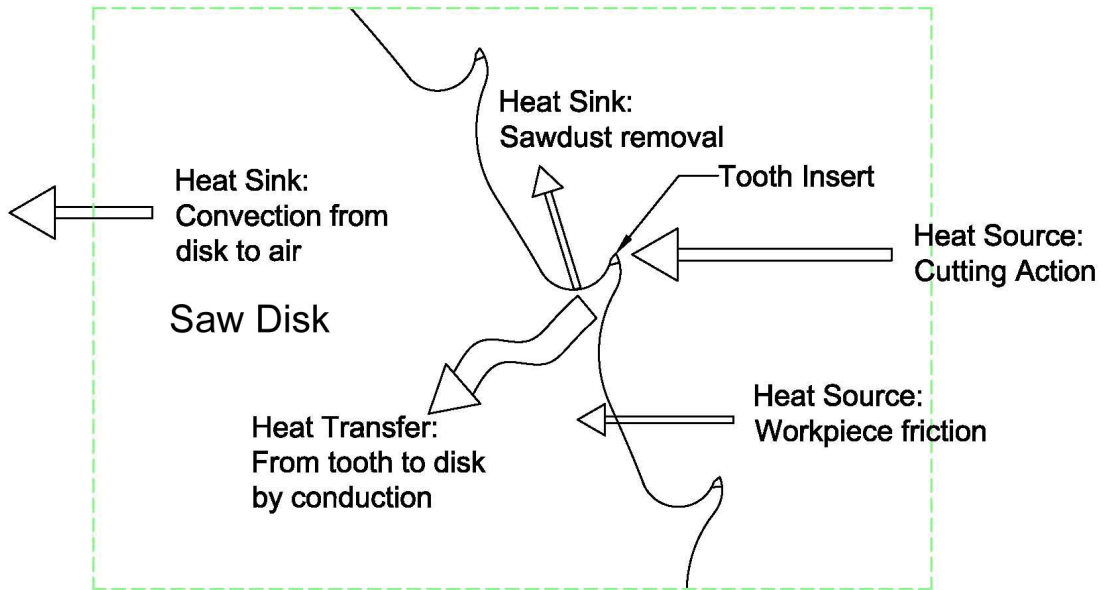 Heat Sink:
Sawdust removal
Tooth Insert
Heat Sink:
Convection from
disk to air
Heat Source:
Cutting Action
Saw Disk
Heat Source:
Workpiece friction
Heat Transfer:
From tooth to disk
by conduction